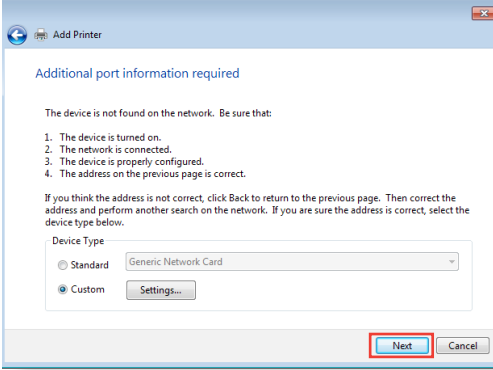 Add Printer
Additional port information required
The device is not found on the network. Be sure that:
1. The device is turned on.
2. The network is connected.
3. The device is properly configured.
4. The address on the previous page is correct.
If you think the address is not correct, click Back to return to the previous page. Then correct the
address and perform another search on the network. If you are sure the address is correct, select the
device type below.
Device Type
Standard Generic Network Card
Custom Settings...
Next Cancel